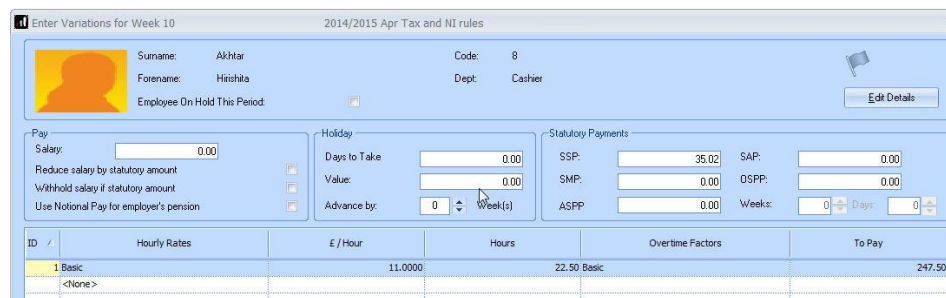 Enter Variations for Week 10 2014/2015 Apr Tax and NI rules
Surname: Akhtar Code: 8
Forename: Hirishita Dept: Cashier
Employee On Hold This Period: Edit Details
Pay Holiday Statutory Payments
Salary: 0.00 Days to Take 0.00 SSP: 35.02 SAP: 0.00
Reduce salary by statutory amount
Withhold salary if statutory amount Value: 0.00 SMP: 0.00 OSPP: 0.00
Use Notional Pay for employer's pension Advance by: 0 Week(s) ASPP 0.00 Weeks: 0 Days: 0
ID Hourly Rates £ / Hour Hours Overtime Factors To Pay
1 Basic 11.0000 22.50 Basic 247.50
<None>